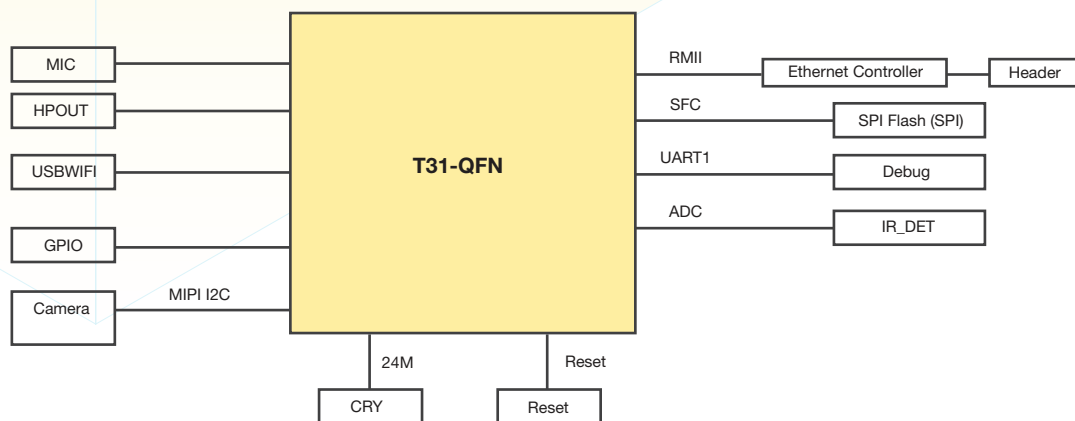 MIC
HPOUT
USBWIFI
GPIO
Camera
MIPI I2C
T31-QFN
RMII
Ethernet Controller
Header
SFC
SPI Flash (SPI)
UART1
Debug
ADC
IR_DET
24M
CRY
Reset
Reset